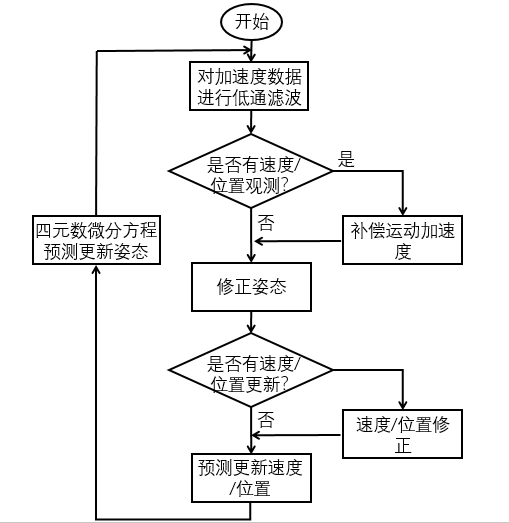 开始
对加速度数据
进行低通滤波
是否有速度/
位置观测?
是
否
四元数微分方程
预测更新姿态
补偿运动加速
度
修正姿态
是否有速度/
位置更新?
否
速度/位置修
正
预测更新速度
/位置